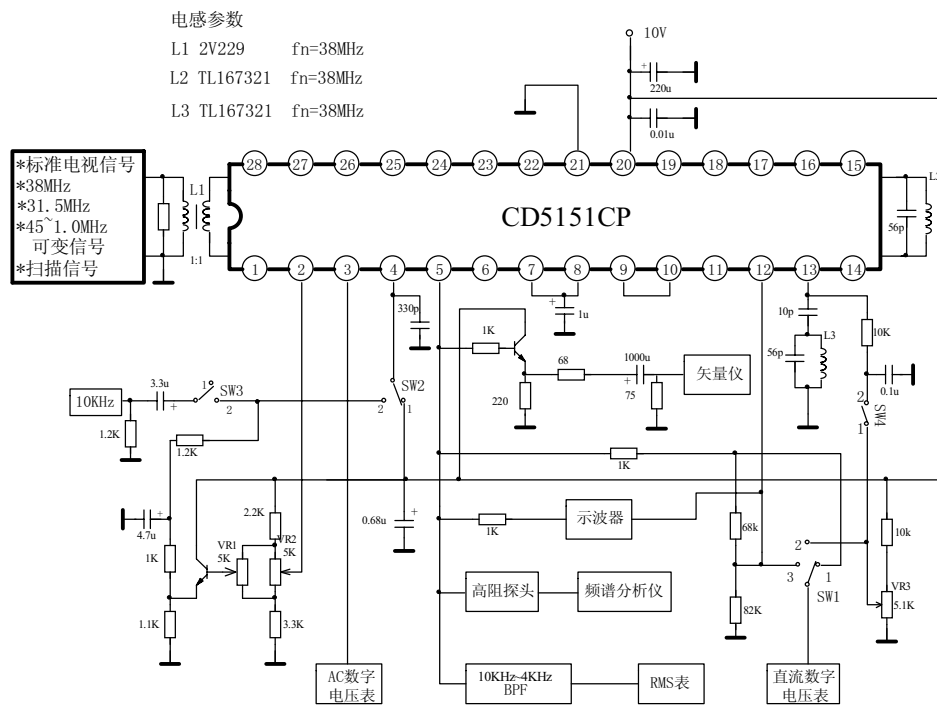 电感参数
L1 2V229 fn=38MHz
L2 TL167321 fn=38MHz
L3 TL167321 fn=38MHz
10V
220u
0.01u
*标准电视信号
*38MHz
*31.5MHz
*45~1.0MHz
可变信号
*扫描信号
L1
1:1
28 27 26 25 24 23 22 21 20 19 18 17 16 15
CD5151CP
1 2 3 4 5 6 7 8 9 10 11 12 13 14
56p
330p
1u
10p
L3
56p
10K
0.1u
1K
68
1000u
75
220
矢量仪
10KHz
3.3u
1
SW3
2
1.2K
1.2K
2
SW2
1
2
SW4
1
1K
4.7u
2.2K
0.68u
1K
示波器
68k
10k
1K
VR1
5K
VR2
5K
2
3
1
SW1
VR3
5.1K
1.1K
3.3K
高阻探头
频谱分析仪
82K
AC数字
电压表
10KHz~4KHz
BPF
RMS表
直流数字
电压表